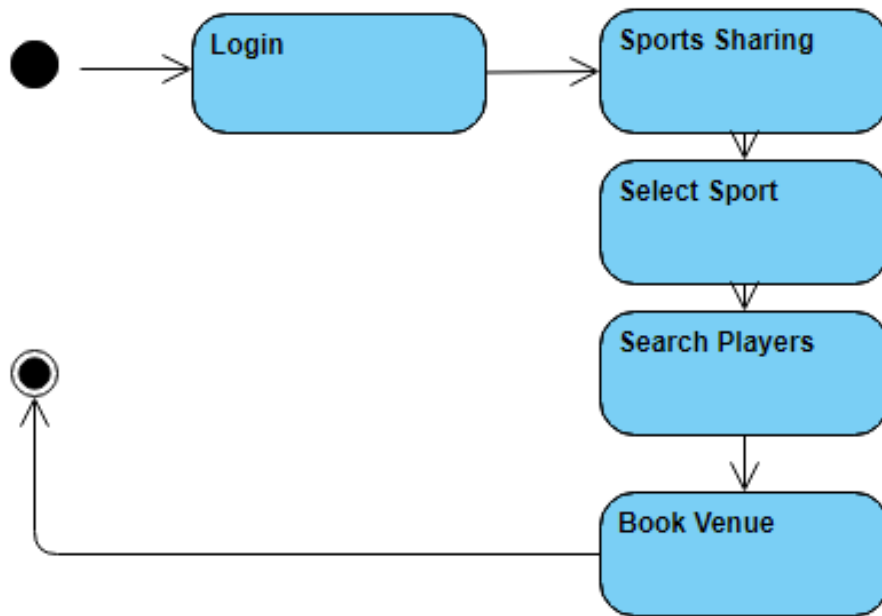 Login
Sports Sharing
Select Sport
Search Players
Book Venue